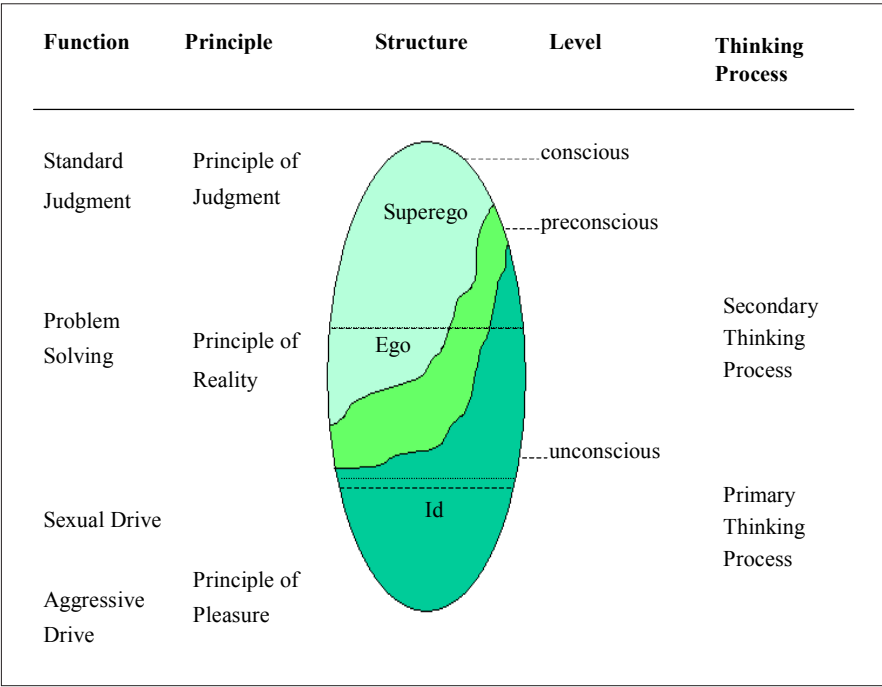 Function Principle Structure Level Thinking
Process
Standard
Judgment
Principle of
Judgment
Superego
conscious
preconscious
Problem
Solving
Principle of
Reality
Ego
Secondary
Thinking
Process
unconscious
Sexual Drive
Id
Primary
Thinking
Process
Aggressive
Drive
Principle of
Pleasure